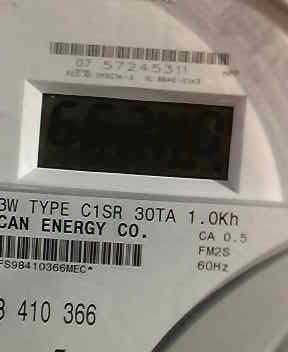 07 57245311
3W TYPE C1SR 30TA 1.0Kh
CAN ENERGY CO.
CA 0.5
FM2S
60Hz
FS98410366MEC*
8 410 366